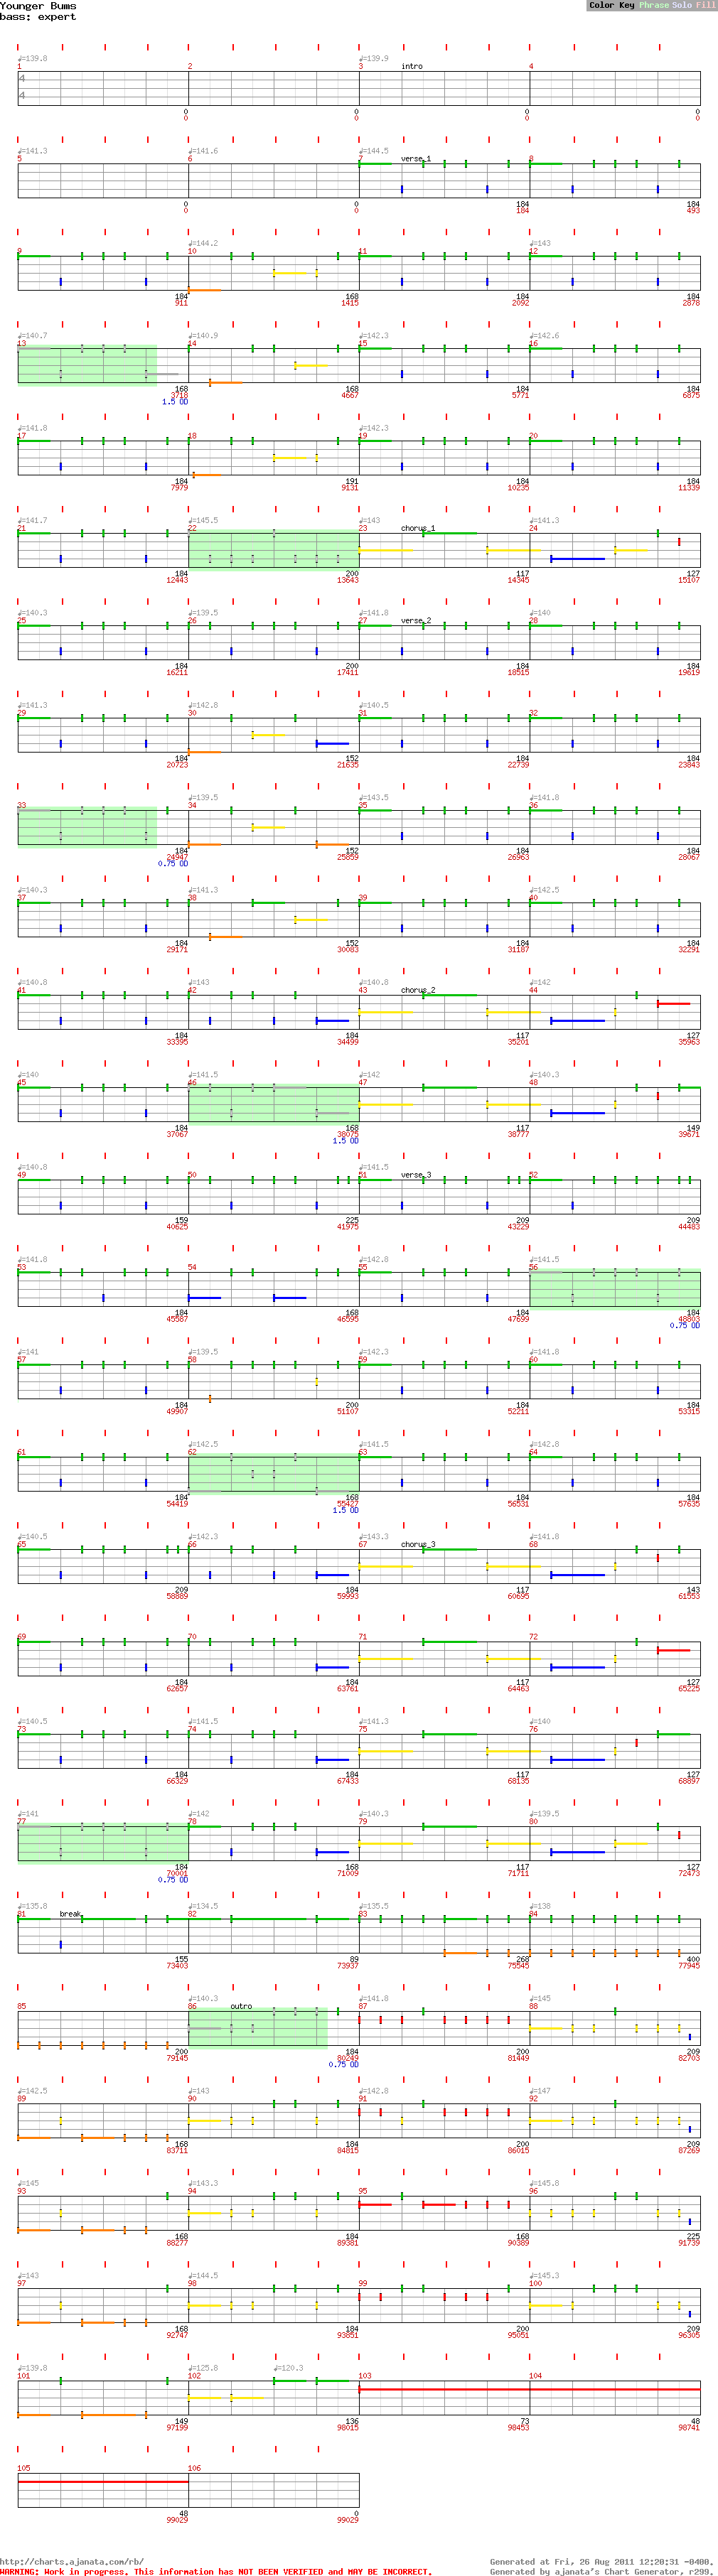 Younger Bums
bass: expert
Color Key Phrase Solo Fill
♩=139.8 ♩=139.9
1 2 3 intro 4
4
4
0 0 0 0
0 0 0 0
♩=141.3 ♩=141.6 ♩=144.5
5 6 7 verse_1 8
0 0 184 184
0 0 184 493
♩=144.2 ♩=143
9 10 11 12
184 168 184 184
911 1415 2092 2878
♩=140.7 ♩=140.9 ♩=142.3 ♩=142.6
13 14 15 16
168 168 184 184
3718 4667 5771 6875
1.5 OD
♩=141.8 ♩=142.3
17 18 19 20
184 191 184 184
7979 9131 10235 11339
♩=141.7 ♩=145.5 ♩=143 ♩=141.3
21 22 23 chorus_1 24
184 200 117 127
12443 13643 14345 15107
♩=140.3 ♩=139.5 ♩=141.8 ♩=140
25 26 27 verse_2 28
184 200 184 184
16211 17411 18515 19619
♩=141.3 ♩=142.8 ♩=140.5
29 30 31 32
184 152 184 184
20723 21635 22739 23843
♩=139.5 ♩=143.5 ♩=141.8
33 34 35 36
184 152 184 184
24947 25859 26963 28067
0.75 OD
♩=140.3 ♩=141.3 ♩=142.5
37 38 39 40
184 152 184 184
29171 30083 31187 32291
♩=140.8 ♩=143 ♩=140.8 ♩=142
41 42 43 chorus_2 44
184 184 117 127
33395 34499 35201 35963
♩=140 ♩=141.5 ♩=142 ♩=140.3
45 46 47 48
184 168 117 149
37067 38075 38777 39671
1.5 OD
♩=140.8 ♩=141.5
49 50 51 verse_3 52
159 225 209 209
40625 41975 43229 44483
♩=141.8 ♩=142.8 ♩=141.5
53 54 55 56
184 168 184 184
45587 46595 47699 48803
0.75 OD
♩=141 ♩=139.5 ♩=142.3 ♩=141.8
57 58 59 60
184 200 184 184
49907 51107 52211 53315
♩=142.5 ♩=141.5 ♩=142.8
61 62 63 64
184 168 184 184
54419 55427 56531 57635
1.5 OD
♩=140.5 ♩=142.3 ♩=143.3 ♩=141.8
65 66 67 chorus_3 68
209 184 117 143
58889 59993 60695 61553
69 70 71 72
184 184 117 127
62657 63761 64463 65225
♩=140.5 ♩=141.5 ♩=141.3 ♩=140
73 74 75 76
184 184 117 127
66329 67433 68135 68897
♩=141 ♩=142 ♩=140.3 ♩=139.5
77 78 79 80
184 168 117 127
70001 71009 71711 72473
0.75 OD
♩=135.8 ♩=134.5 ♩=135.5 ♩=138
81 break 82 83 84
155 89 268 400
73403 73937 75545 77945
♩=140.3 ♩=141.8 ♩=145
85 86 outro 87 88
200 184 200 209
79145 80249 81449 82703
0.75 OD
♩=142.5 ♩=143 ♩=142.8 ♩=147
89 90 91 92
168 184 200 209
83711 84815 86015 87269
♩=145 ♩=143.3 ♩=145.8
93 94 95 96
168 184 168 225
88277 89381 90389 91739
♩=143 ♩=144.5 ♩=145.3
97 98 99 100
168 184 200 209
92747 93851 95051 96305
♩=139.8 ♩=125.8 ♩=120.3
101 102 103 104
149 136 73 48
97199 98015 98453 98741
105 106
48 0
99029 99029
http://charts.ajanata.com/rb/ Generated at Fri, 26 Aug 2011 12:20:31 -0400.
WARNING: Work in progress. This information has NOT BEEN VERIFIED and MAY BE INCORRECT. Generated by ajanata's Chart Generator, r299.